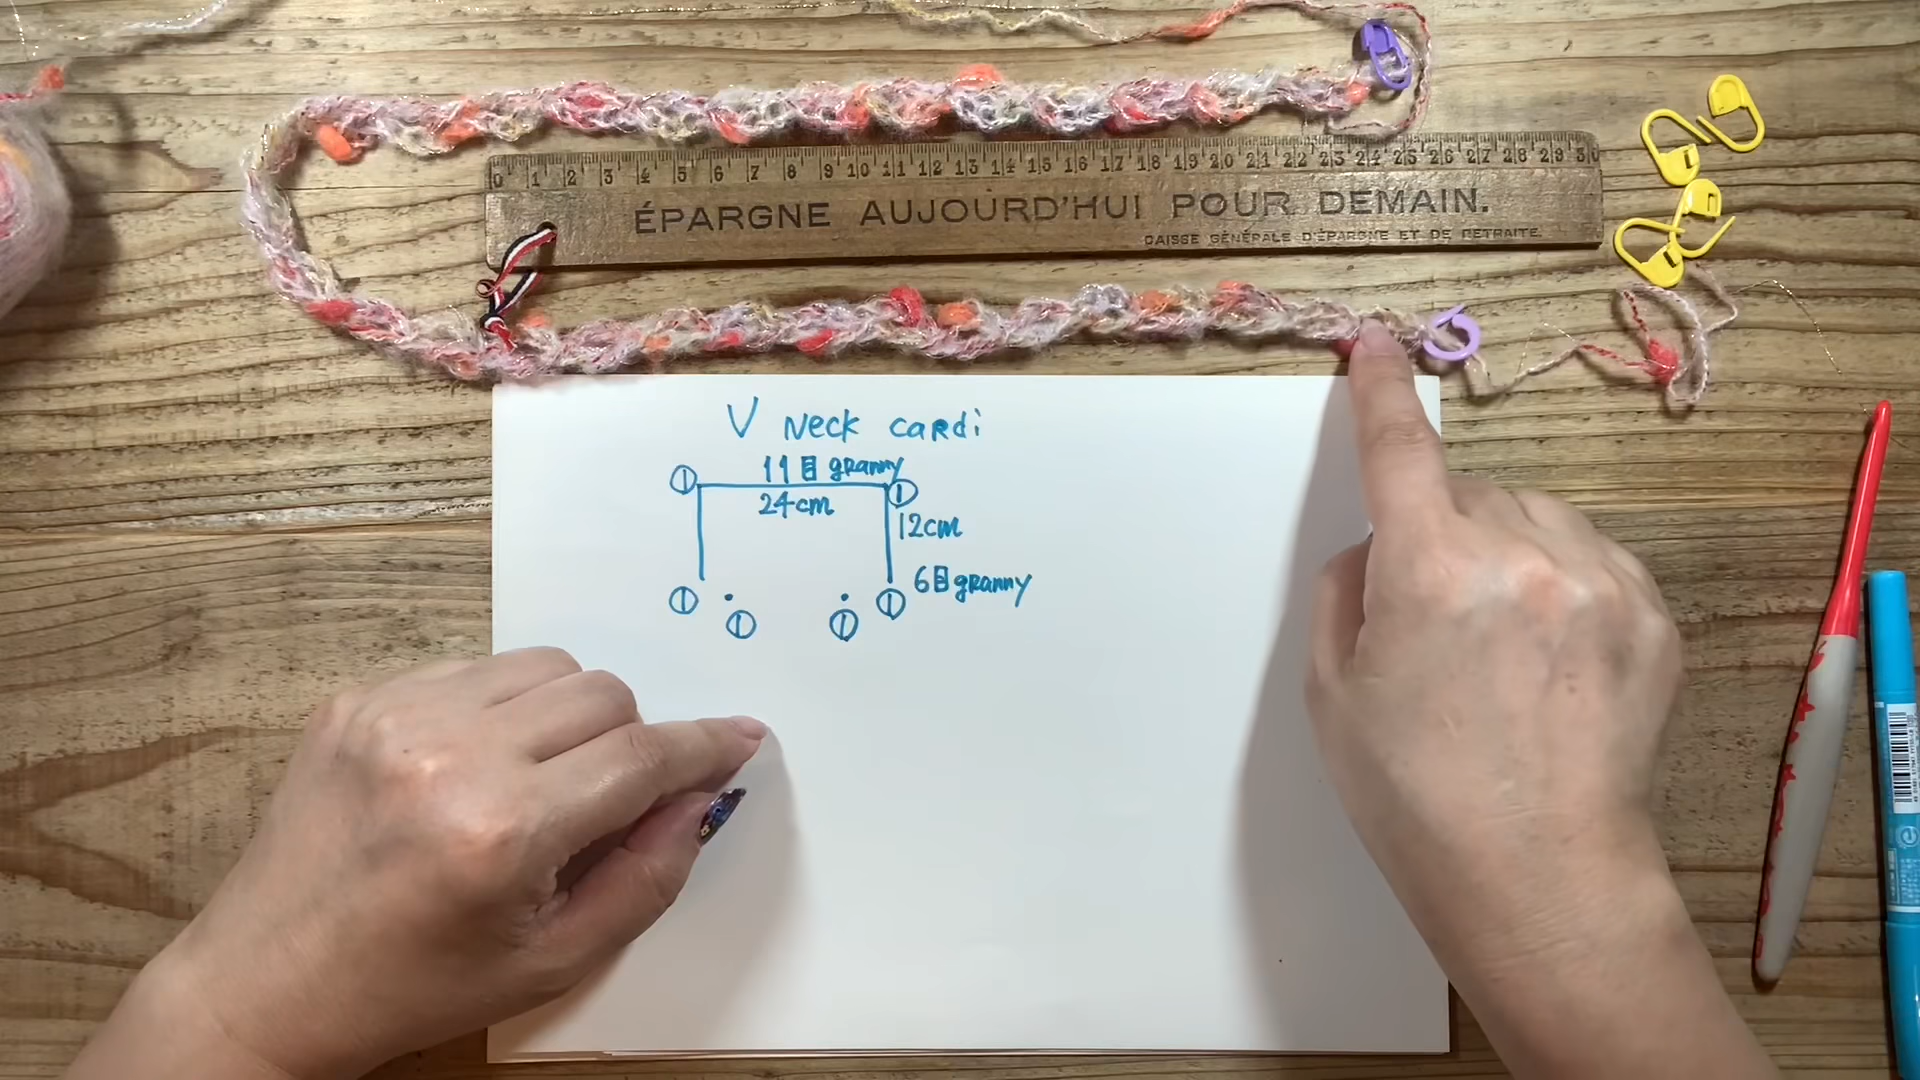 0 1 2 3 4 5 6 7 8 9 10 11 12 13 14 15 16 17 18 19 20 21 22 23 24 25 26 27 28 29 30
ÉPARGNE AUJOURD'HUI POUR DEMAIN.
CAISSE GÉNÉRALE D'ÉPARGNE ET DE RETRAITE.
V Neck cardi
① 11目 granny ①
24cm
12cm
6目 granny
① ① ① ①